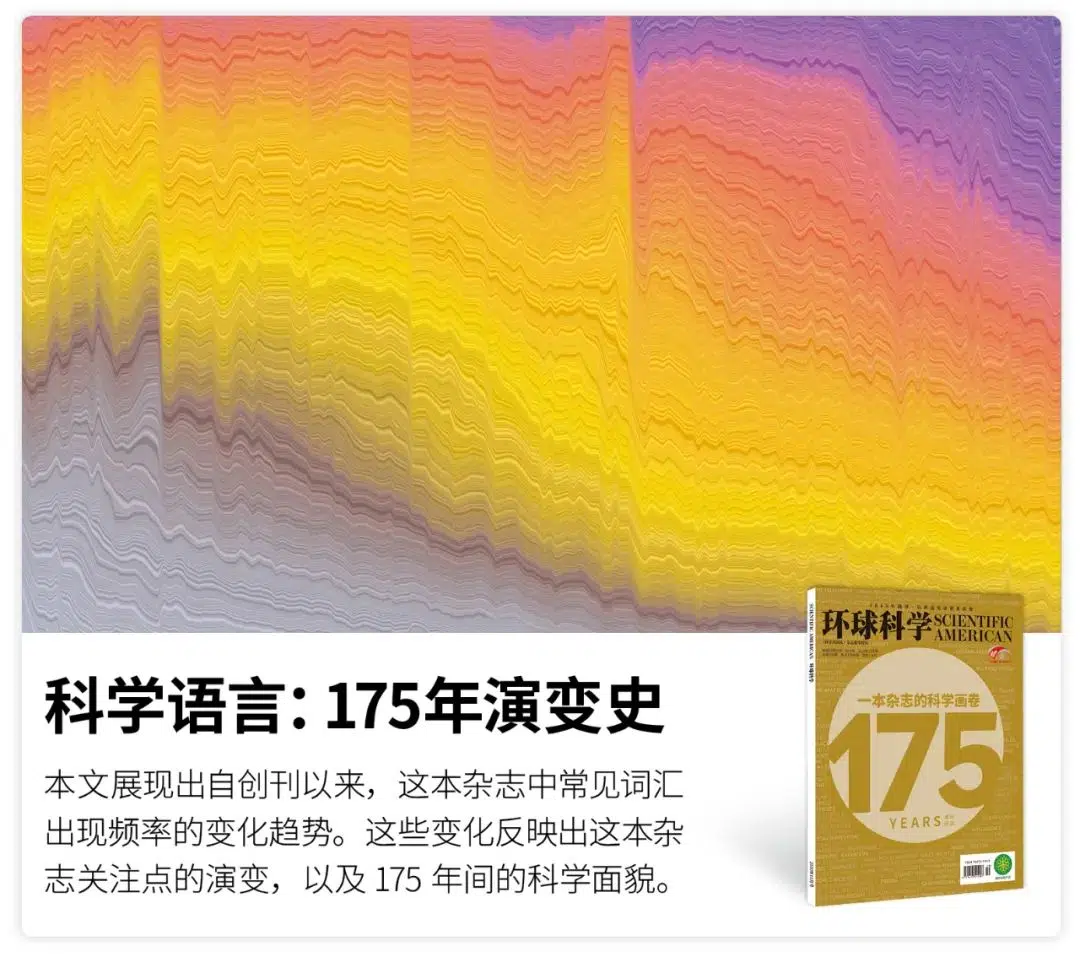 科学语言：175年演变史
本文展现出自创刊以来，这本杂志中常见词汇
出现频率的变化趋势。这些变化反映出这本杂
志关注点的演变，以及 175 年间的科学面貌。
环球科学
SCIENTIFIC
AMERICAN
一本杂志的科学画卷
175
YEARS